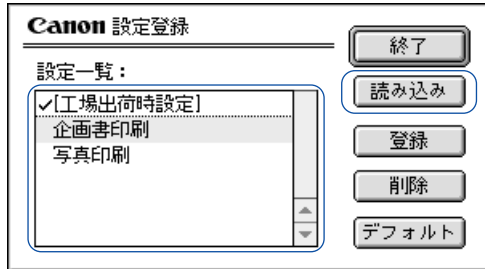 Canon 設定登録
設定一覧：
✓[工場出荷時設定]
企画書印刷
写真印刷
終了
読み込み
登録
削除
デフォルト